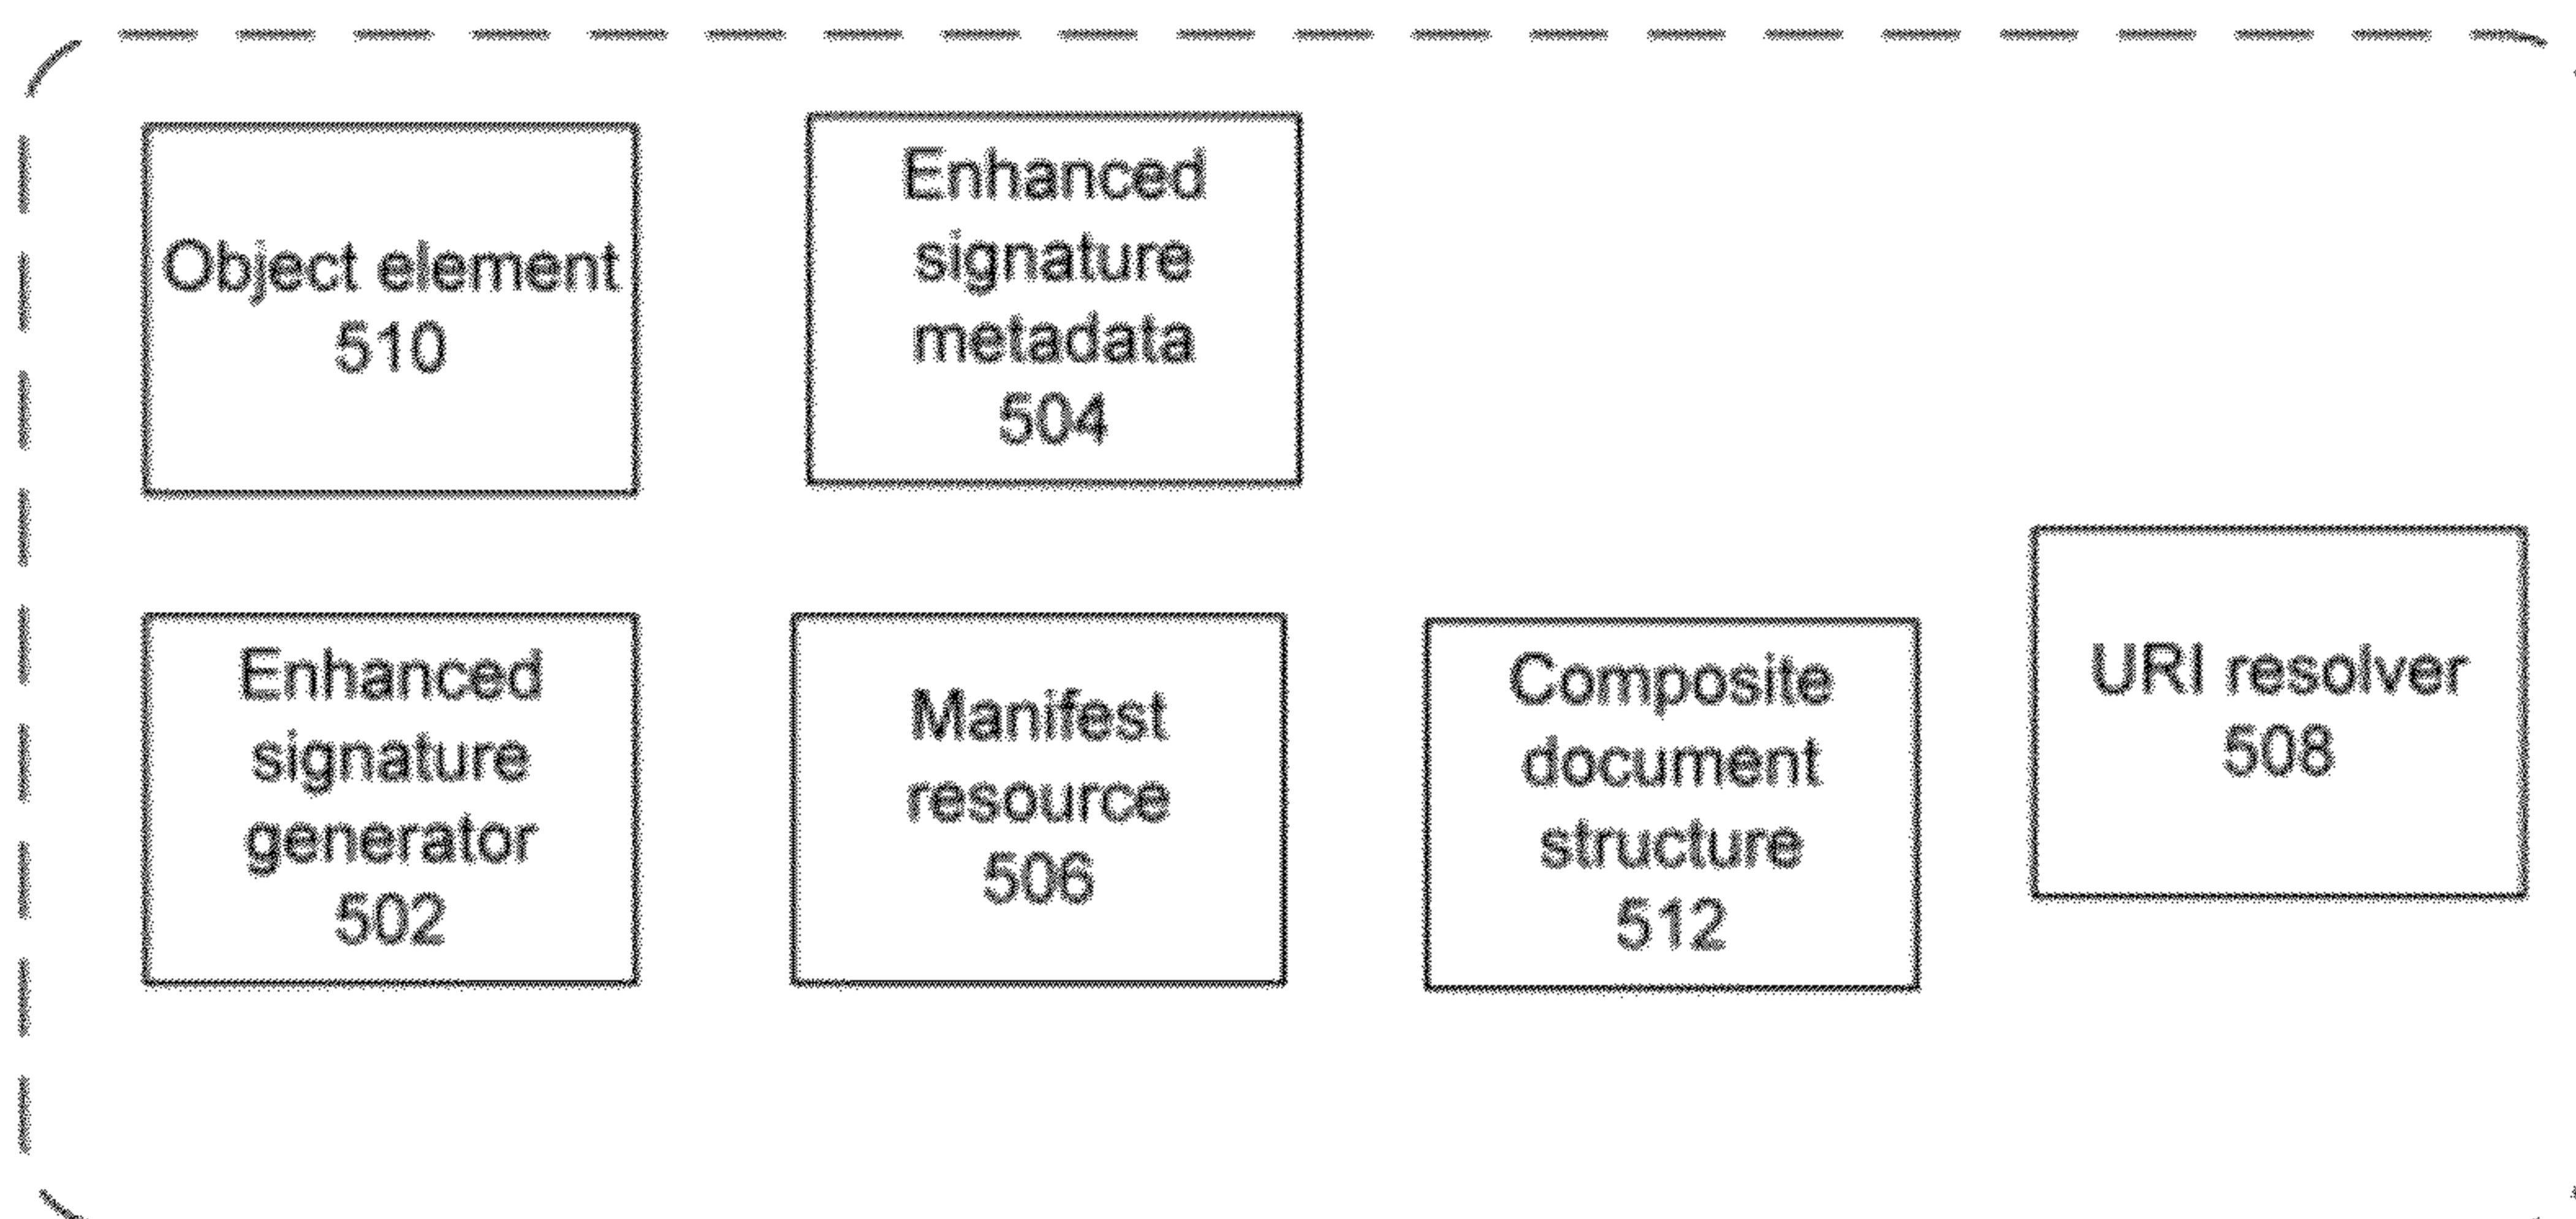 Object element
510
Enhanced
signature
metadata
504
Enhanced
signature
generator
502
Manifest
resource
506
Composite
document
structure
512
URI resolver
508